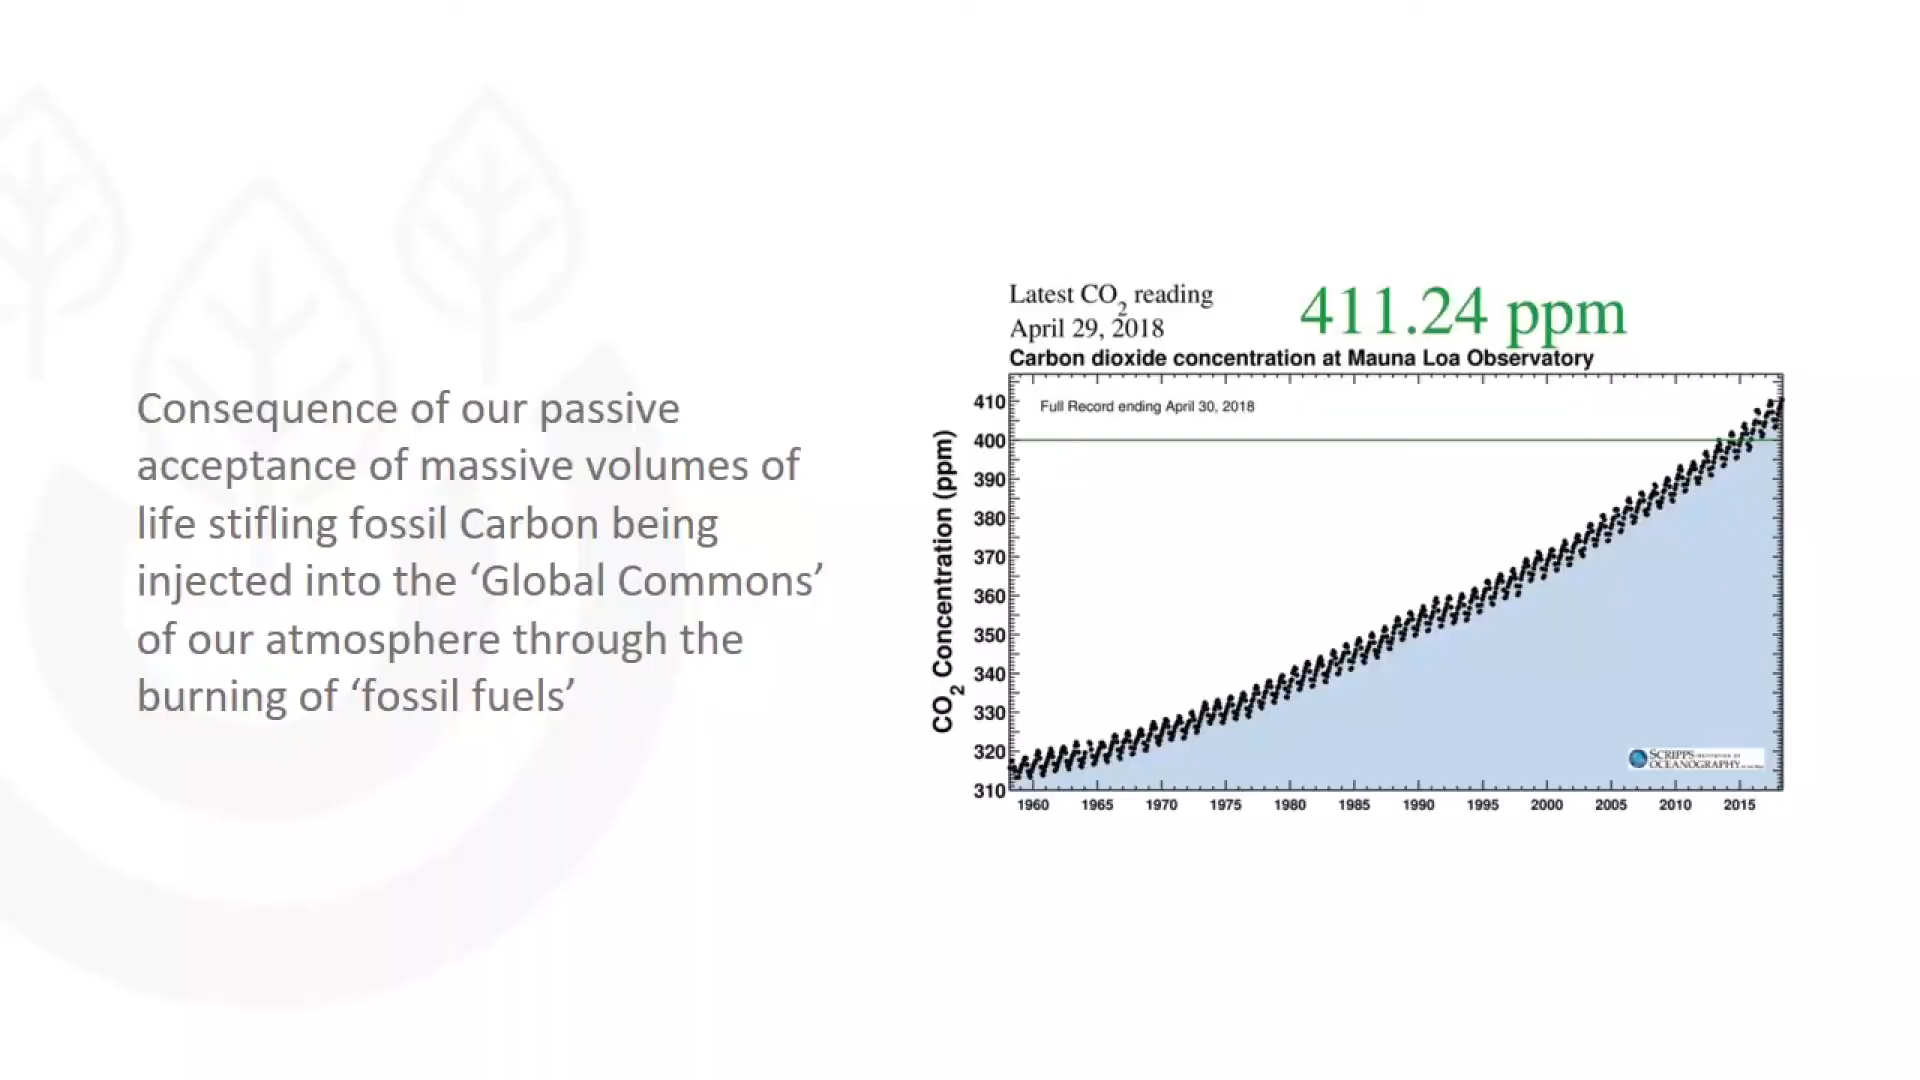 Consequence of our passive
acceptance of massive volumes of
life stifling fossil Carbon being
injected into the ‘Global Commons’
of our atmosphere through the
burning of ‘fossil fuels’
Latest CO2 reading
April 29, 2018
411.24 ppm
Carbon dioxide concentration at Mauna Loa Observatory
Full Record ending April 30, 2018
CO2 Concentration (ppm)
410
400
390
380
370
360
350
340
330
320
310
1960 1965 1970 1975 1980 1985 1990 1995 2000 2005 2010 2015
SCRIPPS INSTITUTION OF
OCEANOGRAPHY